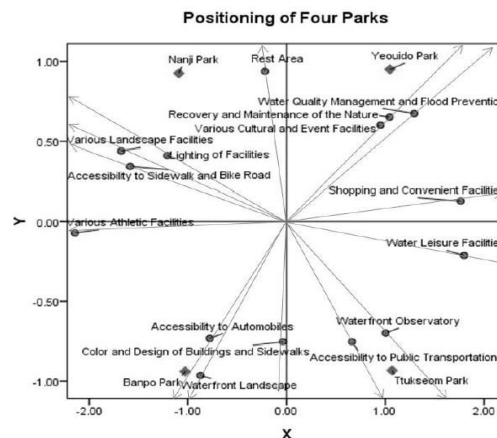 Positioning of Four Parks
Nanji Park
Rest Area
Yeouido Park
1.00
Water Quality Management and Flood Preventio
Recovery and Maintenance of the Nature
Various Cultural and Event Facilities
0.50
Various Landscape Facilities
Lighting of Facilities
Accessibility to Sidewalk and Bike Road
Shopping and Convenient Facilitie
Y
0.00
Various Athletic Facilities
Water Leisure Facilitie
-0.50
Accessibility to Automobiles
Waterfront Observatory
Color and Design of Buildings and Sidewalks
Accessibility to Public Transportation
-1.00
Banpo Park
Waterfront Landscape
Ttukseom Park
-2.00 -1.00 0.00 1.00 2.00
X